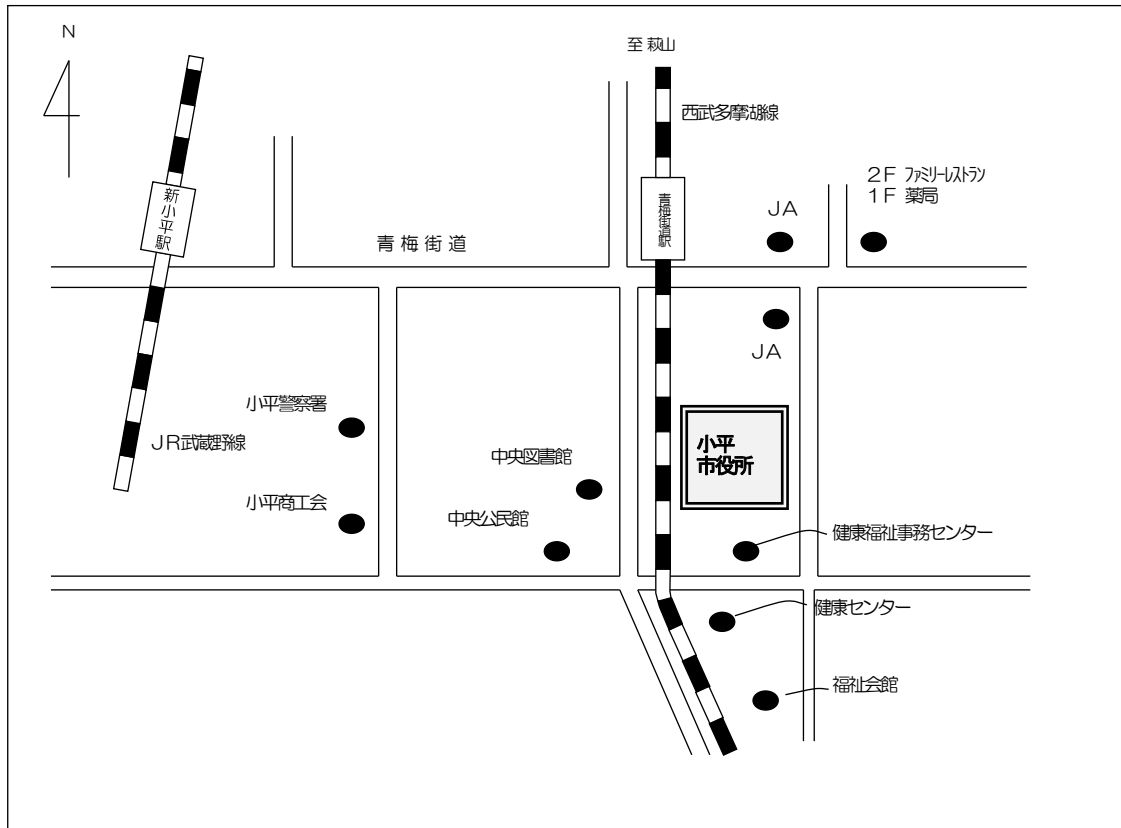 N
至 萩山
西武多摩湖線
2F ファミリーレストラン
1F 薬局
JA
新小平駅
青梅街道駅
青 梅 街 道
JA
小平警察署
JR武蔵野線
小平
市役所
中央図書館
小平商工会
中央公民館
健康福祉事務センター
健康センター
福祉会館